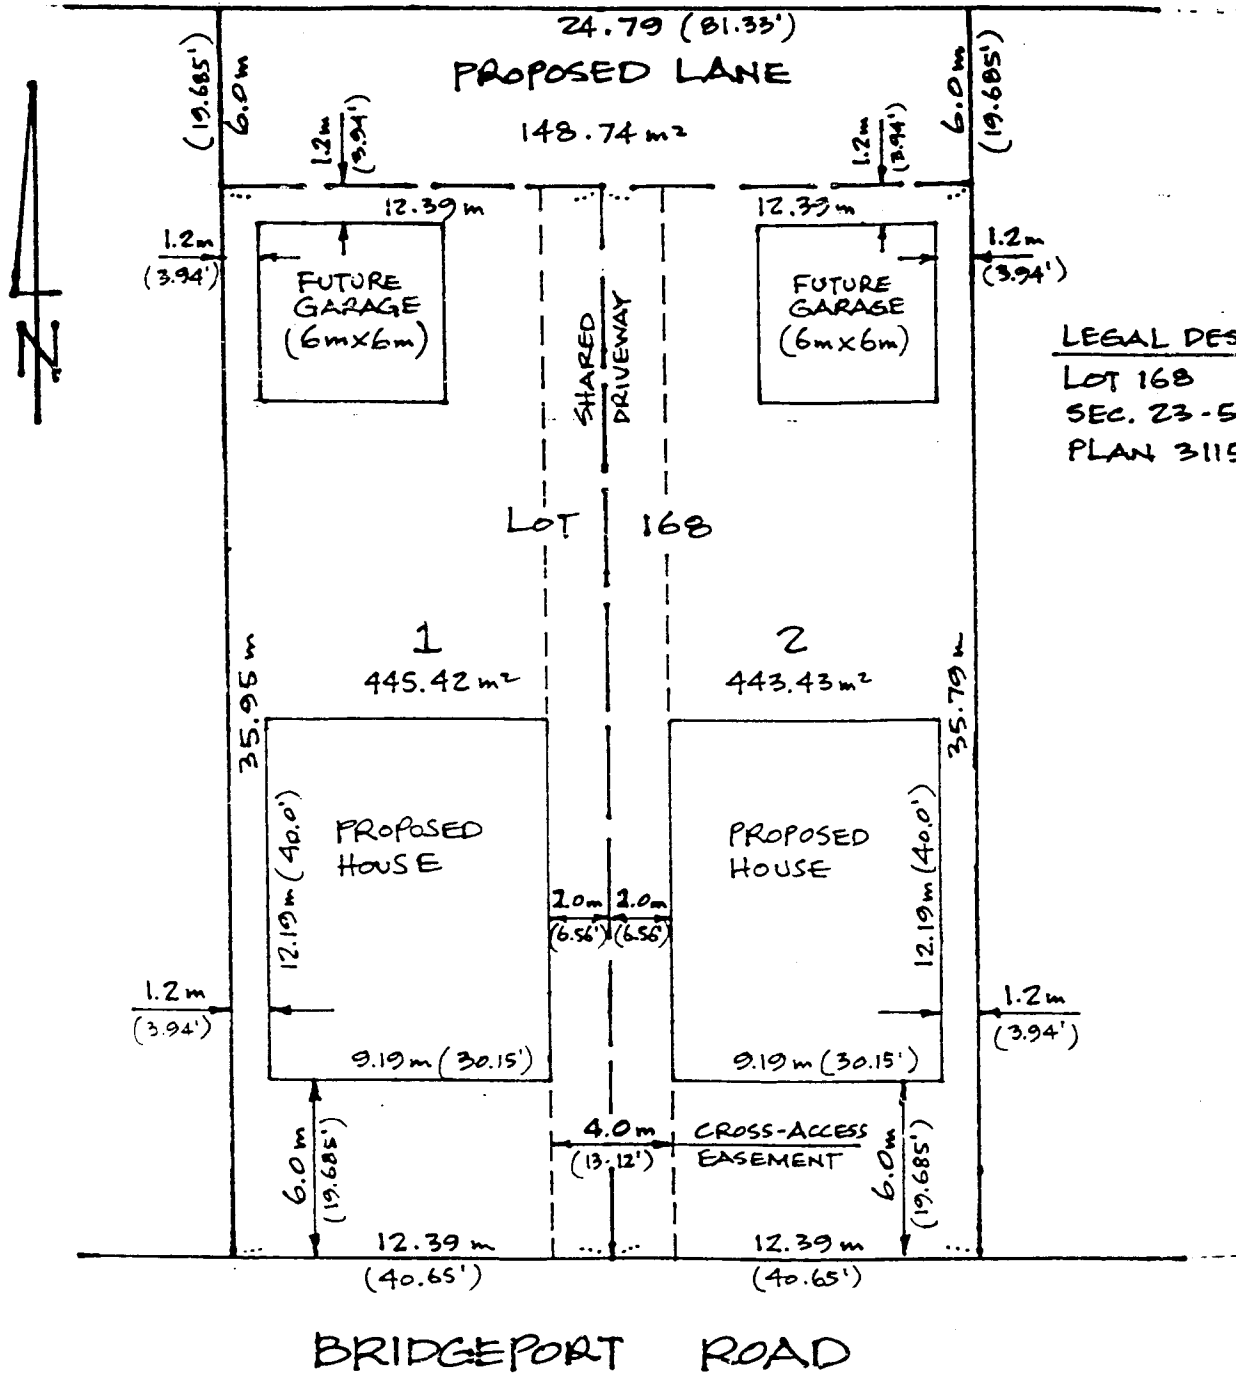 24.79 (81.33')
PROPOSED LANE
148.74 m²
(19.685')
6.0m
6.0m
(19.685')
1.2m
(3.94')
1.2m
(3.94')
12.39 m
12.39m
1.2m
(3.94')
1.2m
(3.94')
FUTURE
GARAGE
(6m×6m)
SHARED
DRIVEWAY
FUTURE
GARAGE
(6m×6m)
N
LEGAL DES
LOT 168
SEC. 23-5
PLAN 3115
LOT 168
1
445.42 m²
2
443.43 m²
35.95 m
35.79 m
PROPOSED
HOUSE
PROPOSED
HOUSE
12.19m (40.0')
12.19m (40.0')
2.0m
(6.56')
2.0m
(6.56')
1.2m
(3.94')
1.2m
(3.94')
9.19m (30.15')
9.19m (30.15')
6.0m
(19.685')
4.0m
(13.12')
CROSS-ACCESS
EASEMENT
6.0m
(19.685')
12.39 m
(40.65')
12.39 m
(40.65')
BRIDGEPORT ROAD